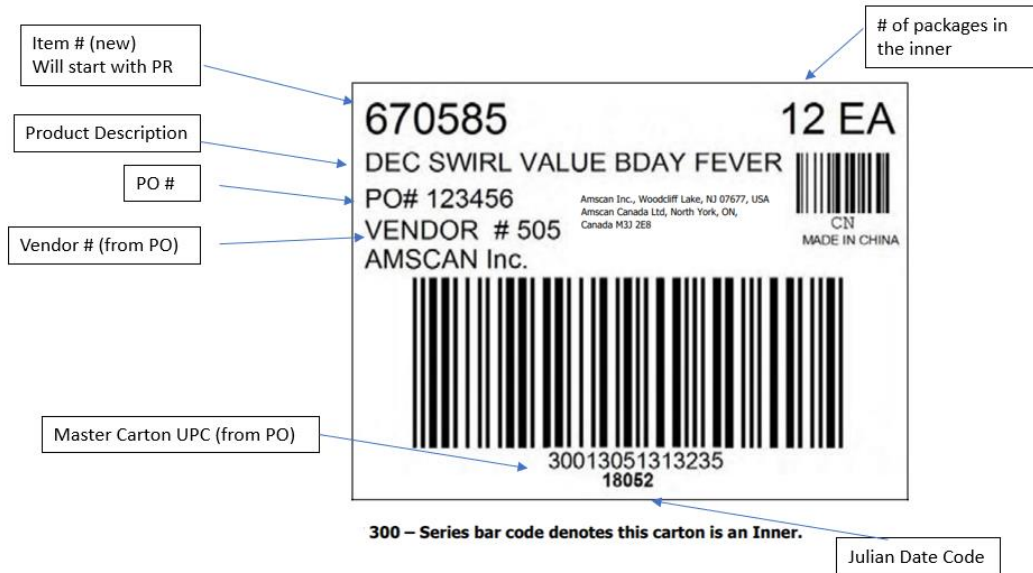 Item # (new)
Will start with PR
# of packages in
the inner
670585
12 EA
Product Description
DEC SWIRL VALUE BDAY FEVER
PO #
PO# 123456
Amscan Inc., Woodcliff Lake, NJ 07677, USA
Amscan Canada Ltd, North York, ON,
Canada M3J 2E8
CN
MADE IN CHINA
Vendor # (from PO)
VENDOR # 505
AMSCAN Inc.
Master Carton UPC (from PO)
30013051313235
18052
300 – Series bar code denotes this carton is an Inner.
Julian Date Code